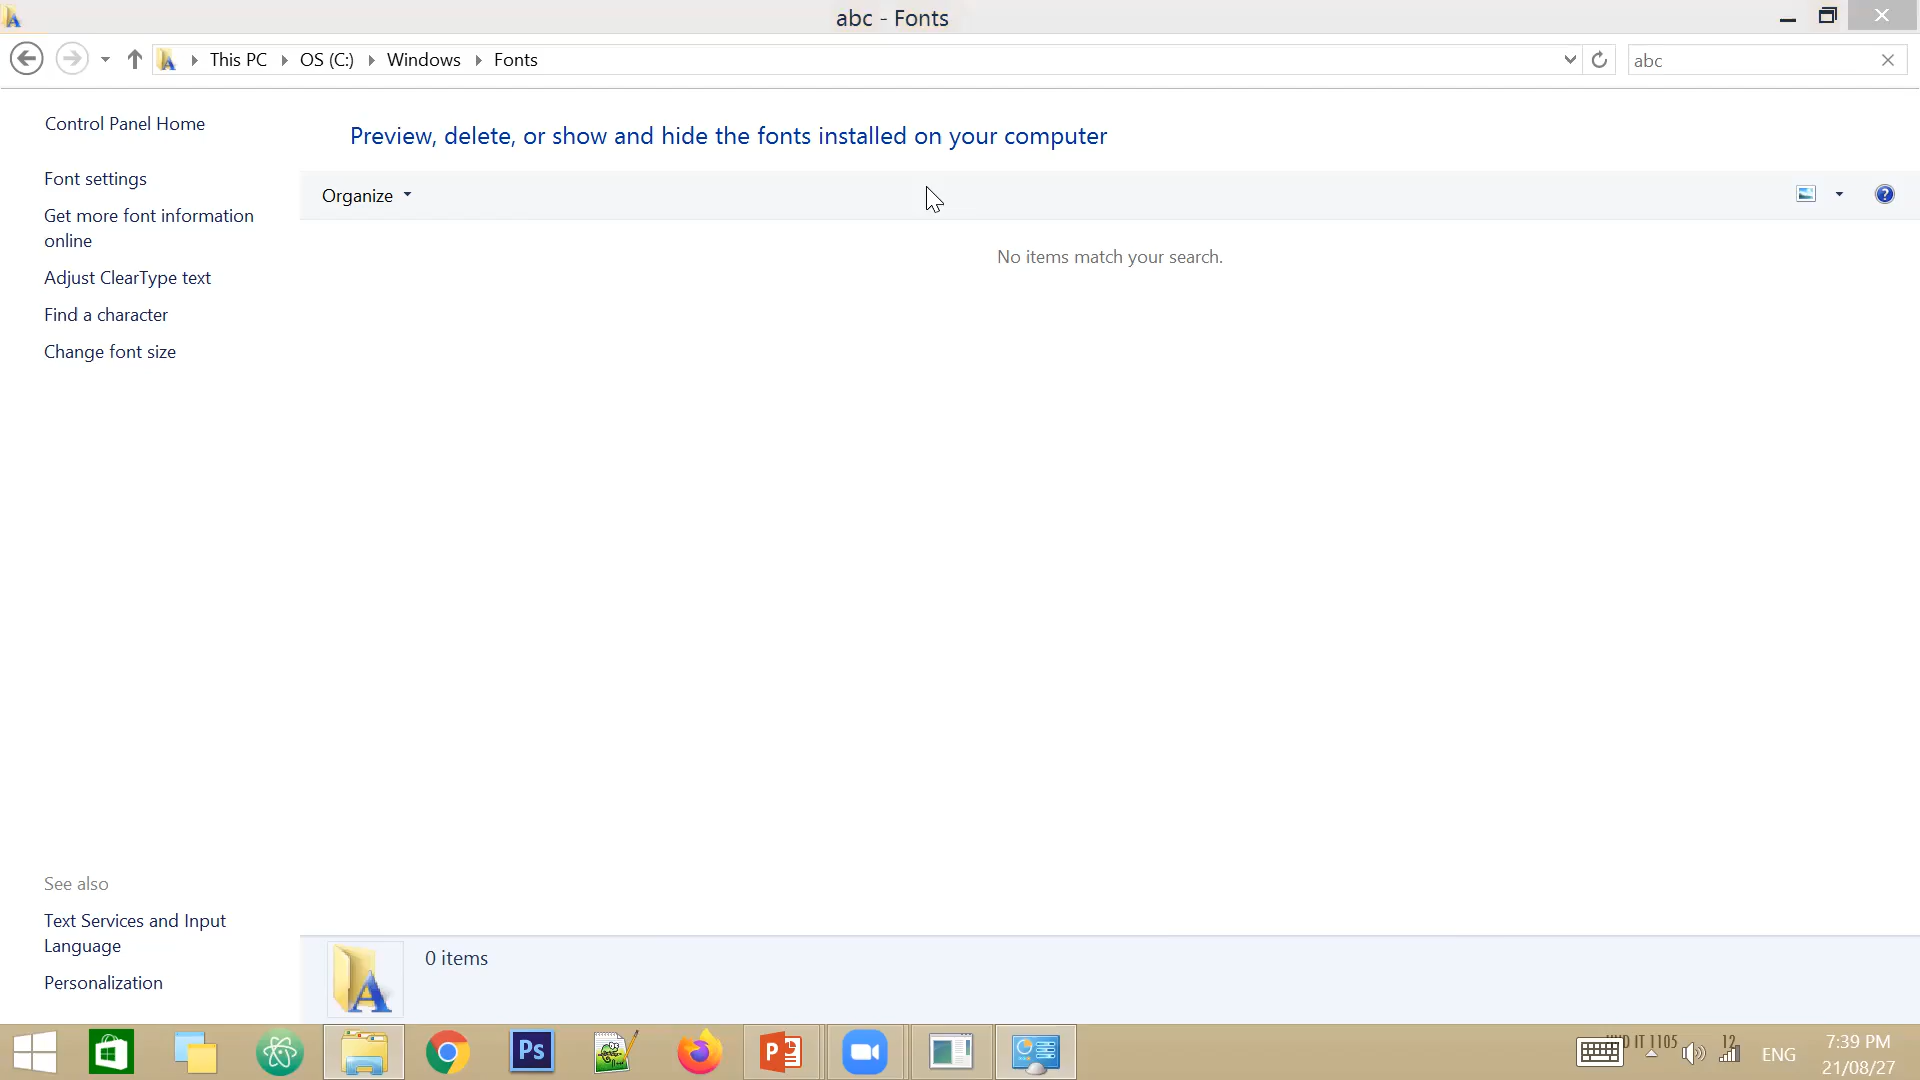 abc - Fonts
This PC OS (C:) Windows Fonts
abc
Control Panel Home
Font settings
Get more font information
online
Adjust ClearType text
Find a character
Change font size
Preview, delete, or show and hide the fonts installed on your computer
Organize
No items match your search.
See also
Text Services and Input
Language
Personalization
0 items
Ps
P
IT 1105
12
ENG
7:39 PM
21/08/27